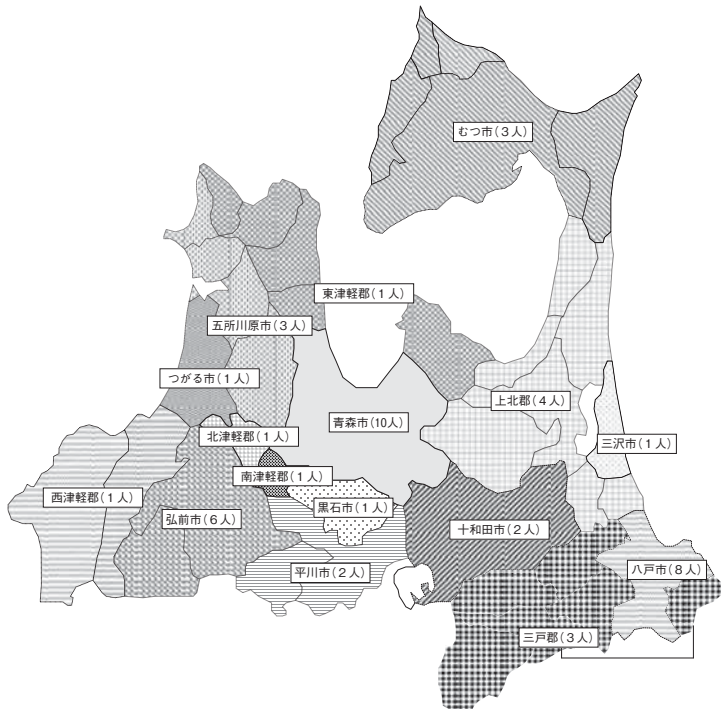 むつ市(3人)
東津軽郡(1人)
五所川原市(3人)
つがる市(1人)
上北郡(4人)
青森市(10人)
北津軽郡(1人)
三沢市(1人)
南津軽郡(1人)
西津軽郡(1人)
黒石市(1人)
弘前市(6人)
十和田市(2人)
平川市(2人)
八戸市(8人)
三戸郡(3人)